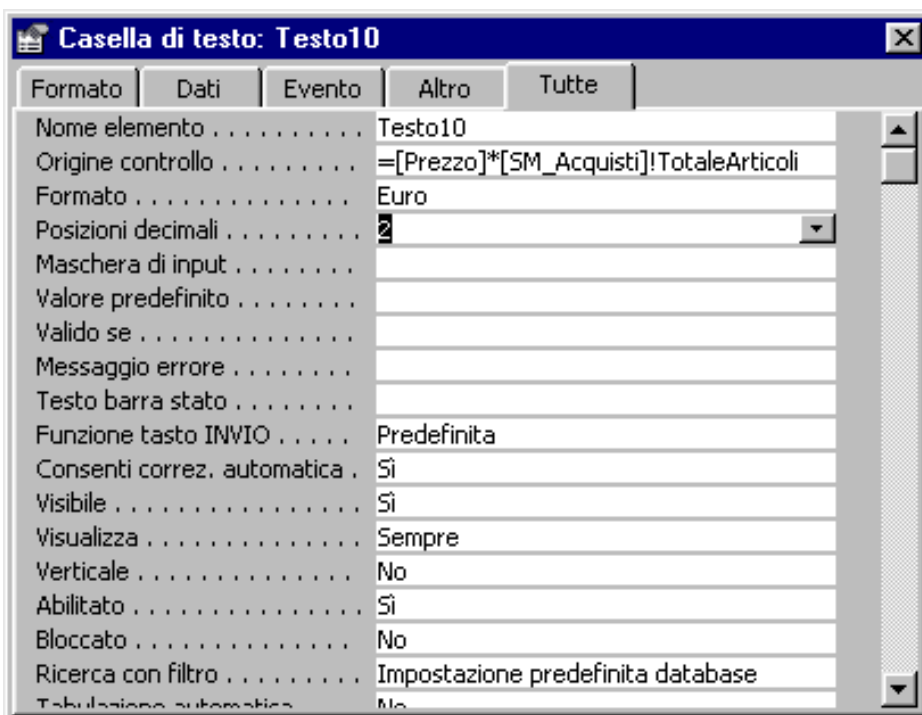 Casella di testo: Testo10
Formato Dati Evento Altro Tutte
Nome elemento . . . . . . . . . . Testo10
Origine controllo . . . . . . . . . =[Prezzo]*[SM_Acquisti]!TotaleArticoli
Formato . . . . . . . . . . . . . . Euro
Posizioni decimali . . . . . . . . . 2
Maschera di input . . . . . . . .
Valore predefinito . . . . . . . .
Valido se . . . . . . . . . . . . . .
Messaggio errore . . . . . . . .
Testo barra stato . . . . . . . .
Funzione tasto INVIO . . . . . Predefinita
Consenti correz. automatica . Sì
Visibile . . . . . . . . . . . . . . . . Sì
Visualizza . . . . . . . . . . . . . . Sempre
Verticale . . . . . . . . . . . . . . No
Abilitato . . . . . . . . . . . . . . . Sì
Bloccato . . . . . . . . . . . . . . No
Ricerca con filtro . . . . . . . . . Impostazione predefinita database
Tabulazione automatica No